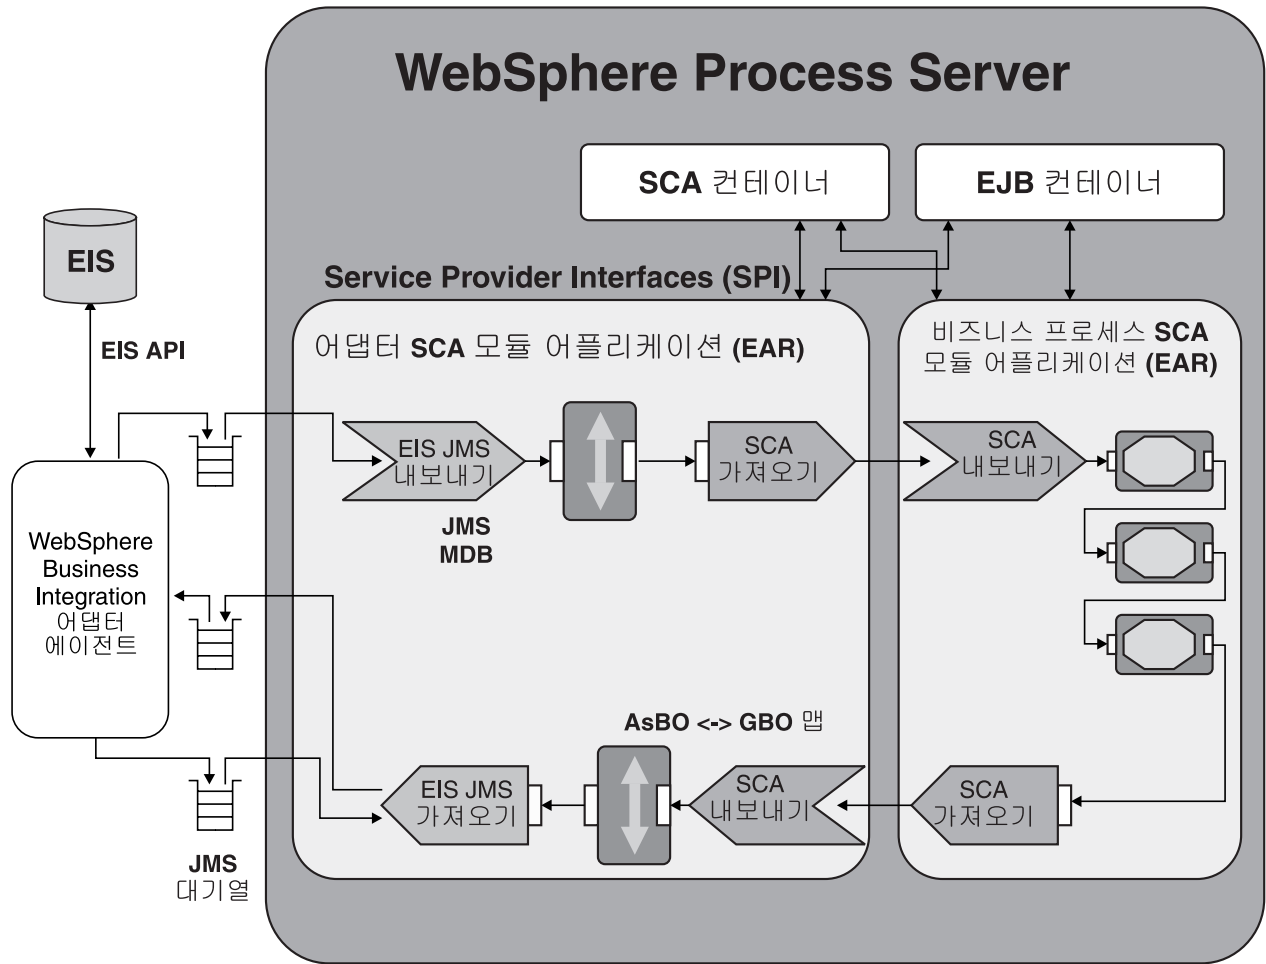 WebSphere Process Server
SCA 컨테이너
EJB 컨테이너
EIS
Service Provider Interfaces (SPI)
EIS API
어댑터 SCA 모듈 어플리케이션 (EAR)
비즈니스 프로세스 SCA
모듈 어플리케이션 (EAR)
EIS JMS
내보내기
SCA
가져오기
SCA
내보내기
JMS
MDB
WebSphere
Business
Integration
어댑터
에이전트
AsBO <-> GBO 맵
EIS JMS
가져오기
SCA
내보내기
SCA
가져오기
JMS
대기열